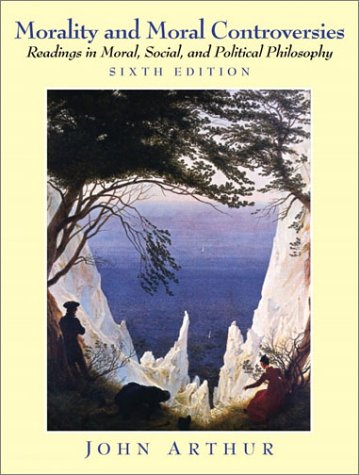 Morality and Moral Controversies
Readings in Moral, Social, and Political Philosophy
SIXTH EDITION
JOHN ARTHUR